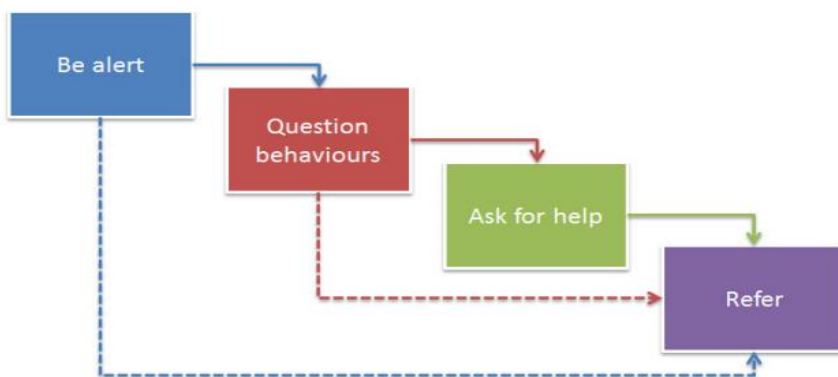 Be alert
Question
behaviours
Ask for help
Refer